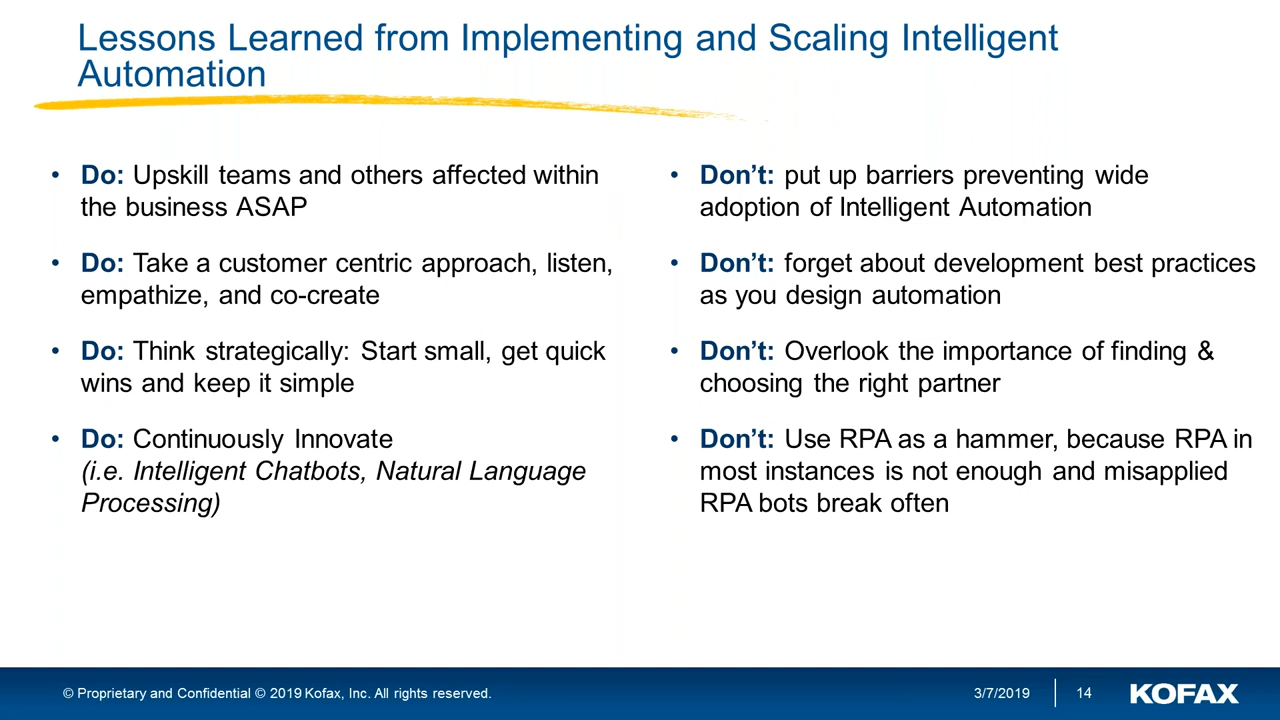 Lessons Learned from Implementing and Scaling Intelligent
Automation
• Do: Upskill teams and others affected within
the business ASAP
• Do: Take a customer centric approach, listen,
empathize, and co-create
• Do: Think strategically: Start small, get quick
wins and keep it simple
• Do: Continuously Innovate
(i.e. Intelligent Chatbots, Natural Language
Processing)
• Don’t: put up barriers preventing wide
adoption of Intelligent Automation
• Don’t: forget about development best practices
as you design automation
• Don’t: Overlook the importance of finding &
choosing the right partner
• Don’t: Use RPA as a hammer, because RPA in
most instances is not enough and misapplied
RPA bots break often
© Proprietary and Confidential © 2019 Kofax, Inc. All rights reserved.
3/7/2019
14
KOFAX